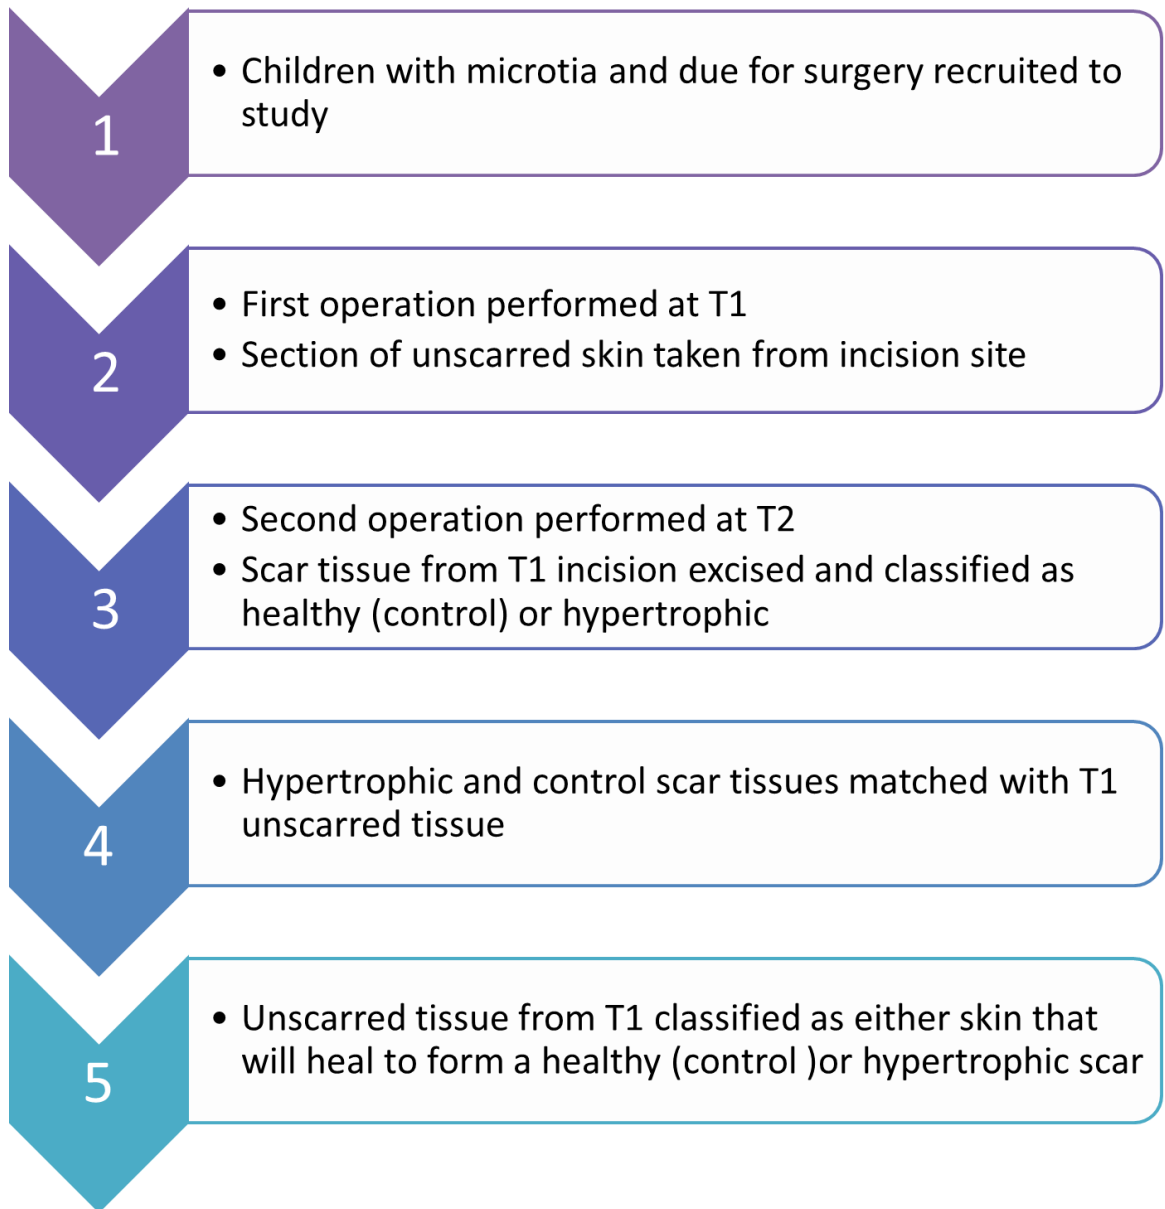 1
• Children with microtia and due for surgery recruited to
study
2
• First operation performed at T1
• Section of unscarred skin taken from incision site
3
• Second operation performed at T2
• Scar tissue from T1 incision excised and classified as
healthy (control) or hypertrophic
4
• Hypertrophic and control scar tissues matched with T1
unscarred tissue
5
• Unscarred tissue from T1 classified as either skin that
will heal to form a healthy (control )or hypertrophic scar